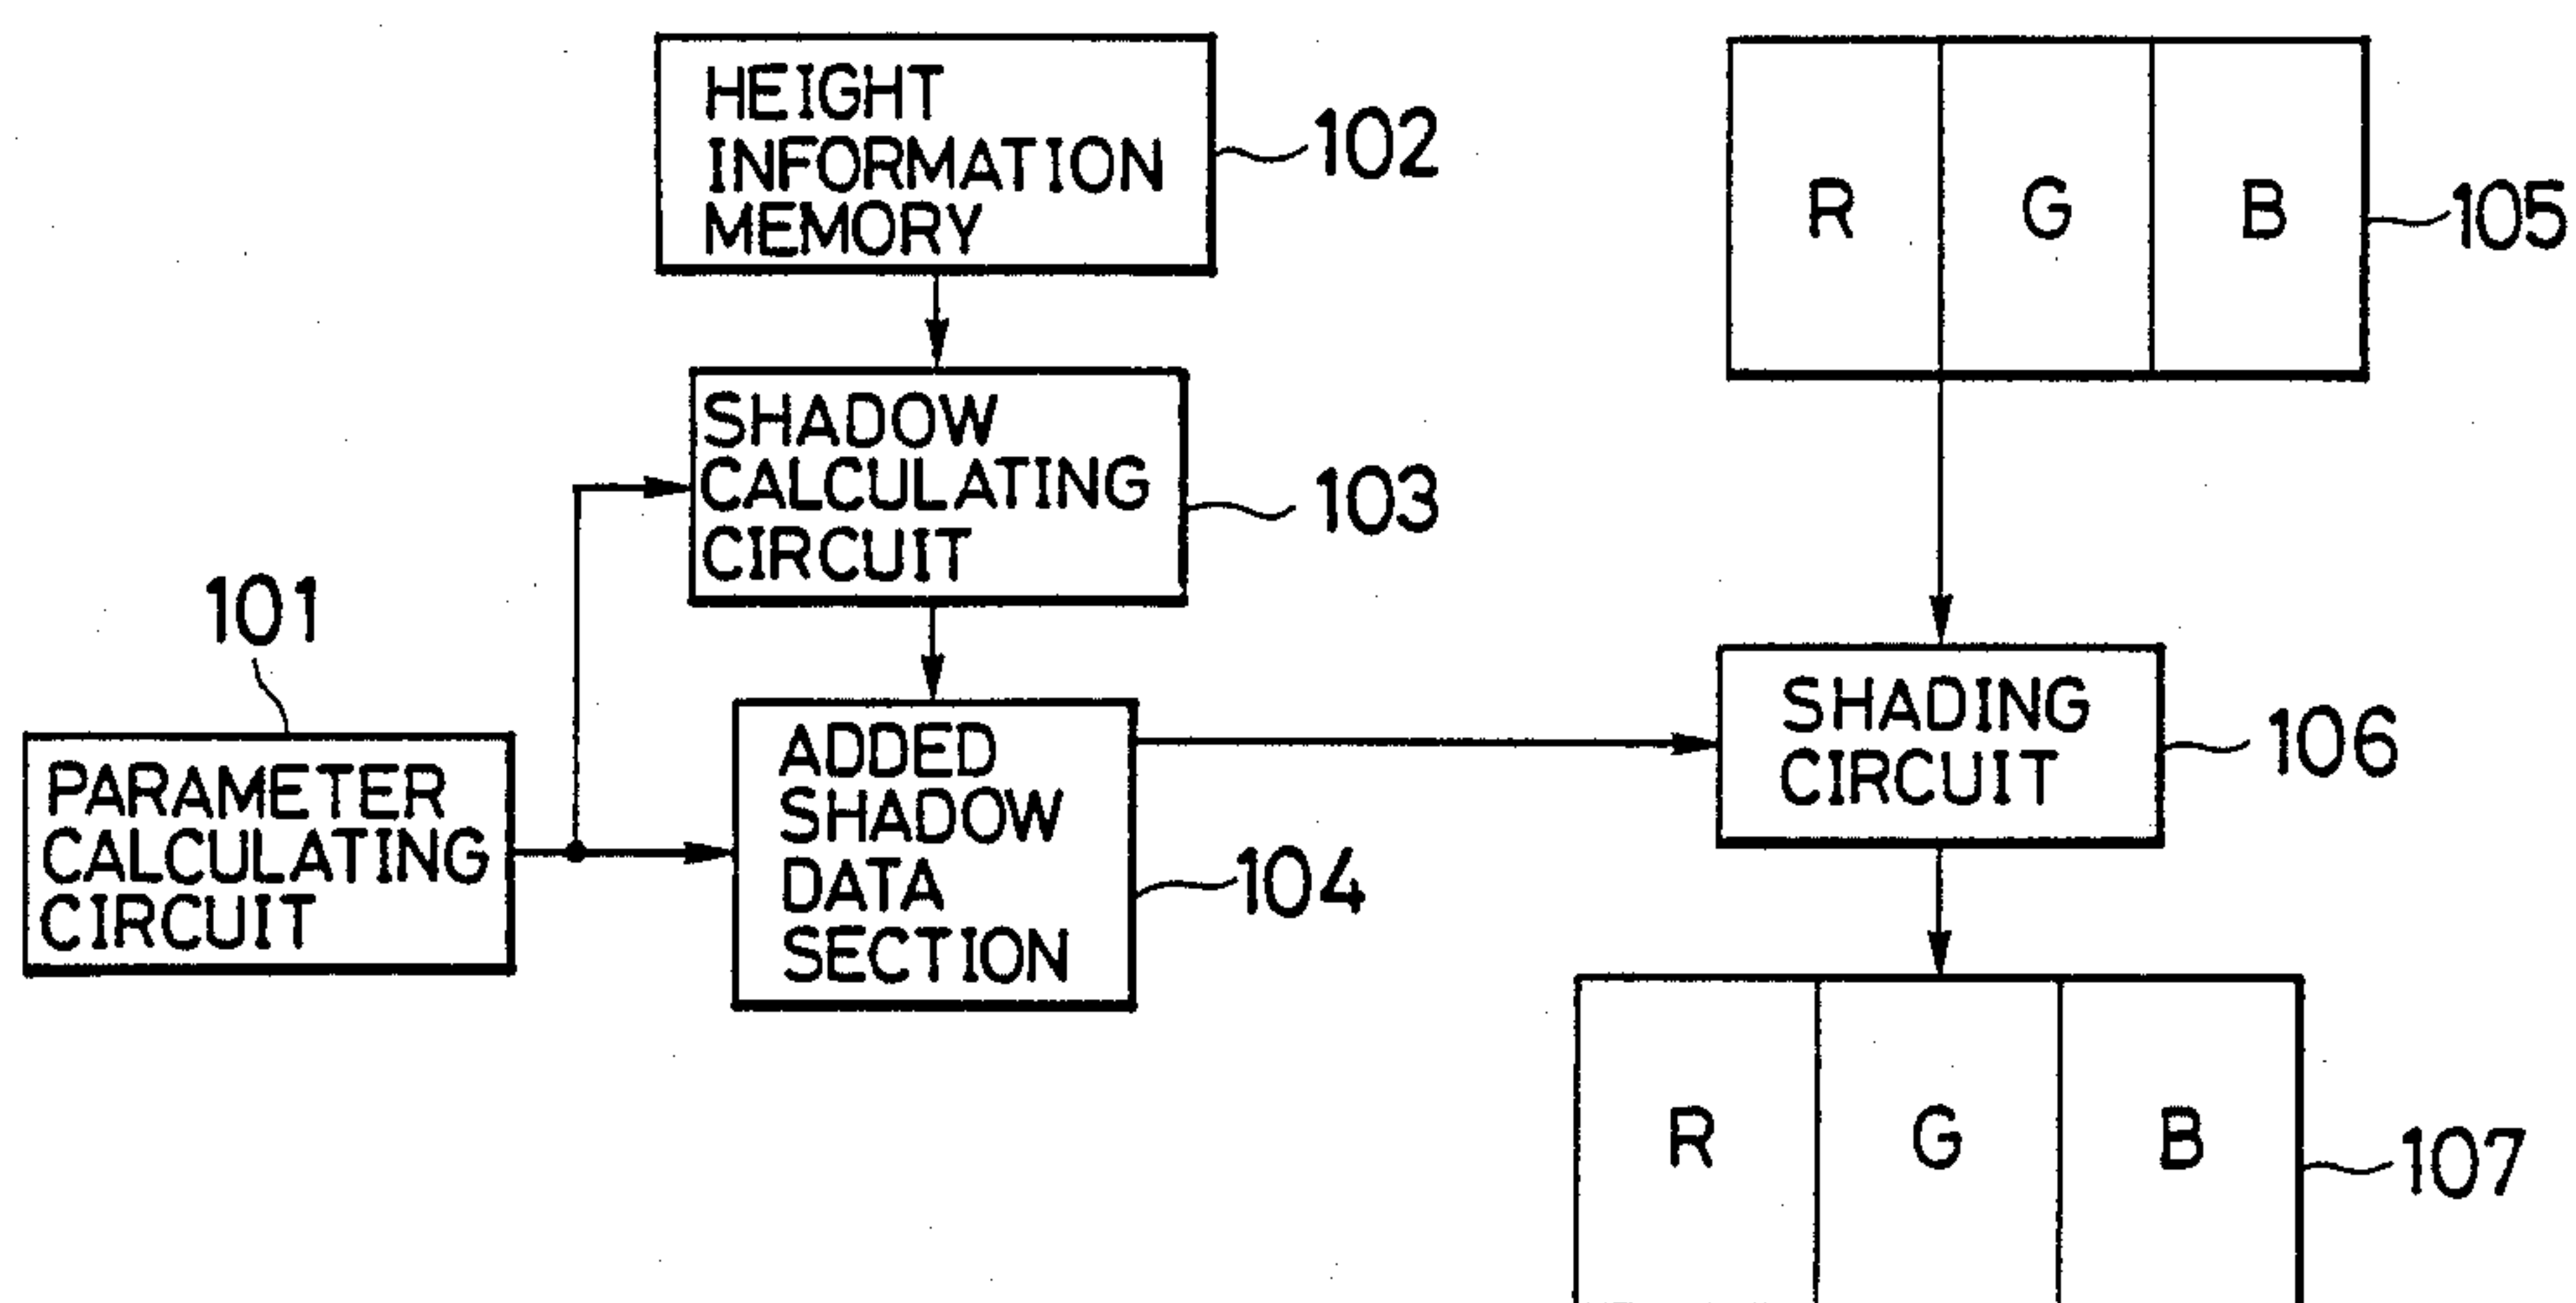 HEIGHT
INFORMATION
MEMORY
102
R G B
105
SHADOW
CALCULATING
CIRCUIT
103
101
PARAMETER
CALCULATING
CIRCUIT
ADDED
SHADOW
DATA
SECTION
104
SHADING
CIRCUIT
106
R G B
107